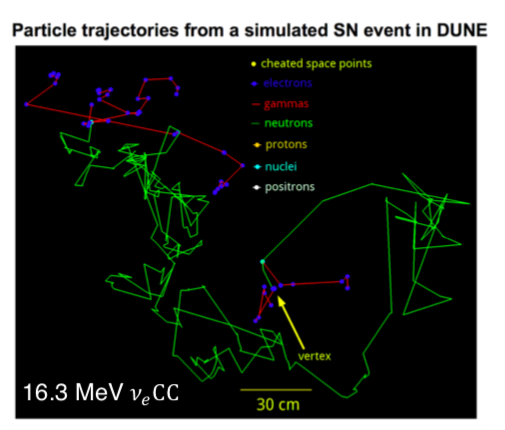 Particle trajectories from a simulated SN event in DUNE
cheated space points
electrons
gammas
neutrons
protons
nuclei
positrons
vertex
16.3 MeV νₑCC
30 cm